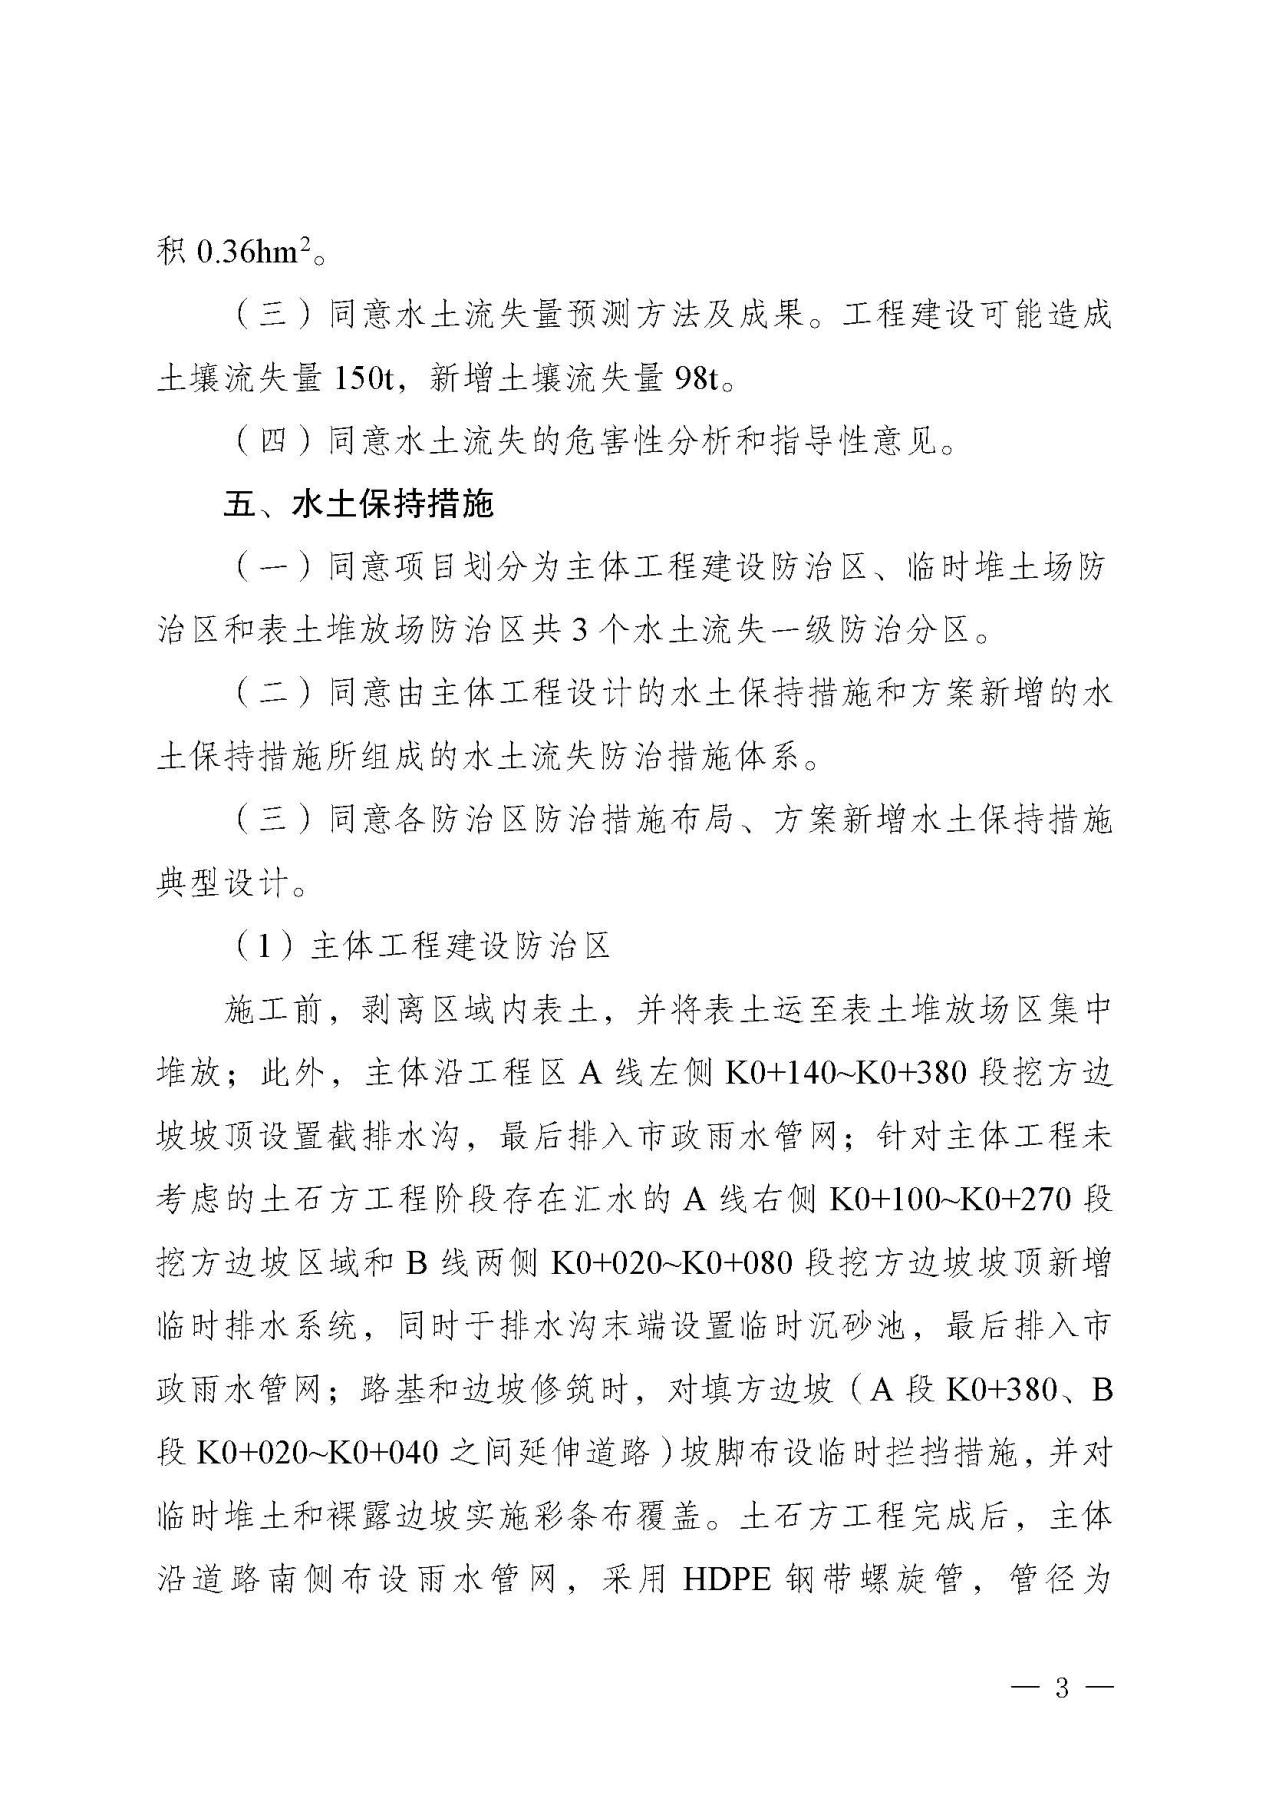 积 0.36hm²。
（三）同意水土流失量预测方法及成果。工程建设可能造成
土壤流失量 150t，新增土壤流失量 98t。
（四）同意水土流失的危害性分析和指导性意见。
五、水土保持措施
（一）同意项目划分为主体工程建设防治区、临时堆土场防
治区和表土堆放场防治区共 3 个水土流失一级防治分区。
（二）同意由主体工程设计的水土保持措施和方案新增的水
土保持措施所组成的水土流失防治措施体系。
（三）同意各防治区防治措施布局、方案新增水土保持措施
典型设计。
（1）主体工程建设防治区
施工前，剥离区域内表土，并将表土运至表土堆放场区集中
堆放；此外，主体沿工程区 A 线左侧 K0+140~K0+380 段挖方边
坡坡顶设置截排水沟，最后排入市政雨水管网；针对主体工程未
考虑的土石方工程阶段存在汇水的 A 线右侧 K0+100~K0+270 段
挖方边坡区域和 B 线两侧 K0+020~K0+080 段挖方边坡坡顶新增
临时排水系统，同时于排水沟末端设置临时沉砂池，最后排入市
政雨水管网；路基和边坡修筑时，对填方边坡（A 段 K0+380、B
段 K0+020~K0+040 之间延伸道路）坡脚布设临时拦挡措施，并对
临时堆土和裸露边坡实施彩条布覆盖。土石方工程完成后，主体
沿道路南侧布设雨水管网，采用 HDPE 钢带螺旋管，管径为
— 3 —